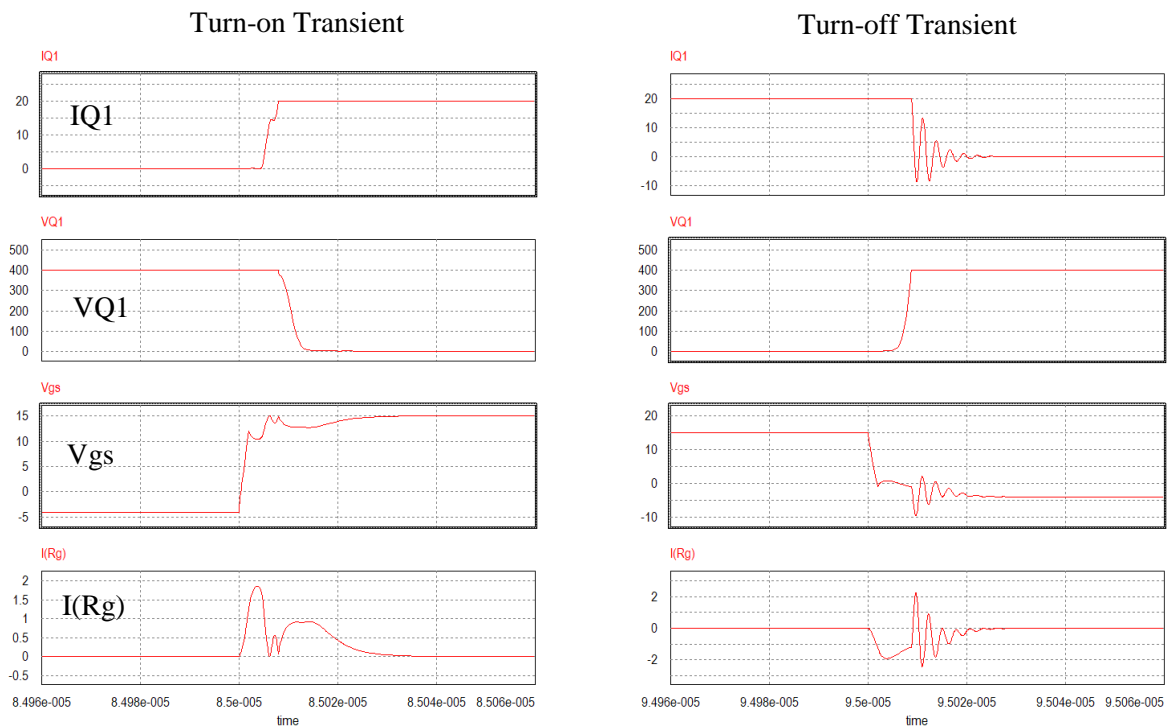 Turn-on Transient
IQ1
20
10
0
IQ1
VQ1
500
400
300
200
100
0
VQ1
Vgs
15
10
5
0
-5
Vgs
I(Rg)
2
1.5
1
0.5
0
-0.5
I(Rg)
8.496e-005 8.498e-005 8.5e-005 8.502e-005 8.504e-005 8.506e-005
time
Turn-off Transient
IQ1
20
10
0
-10
VQ1
500
400
300
200
100
0
Vgs
20
10
0
-10
I(Rg)
2
0
-2
9.496e-005 9.498e-005 9.5e-005 9.502e-005 9.504e-005 9.506e-005
time